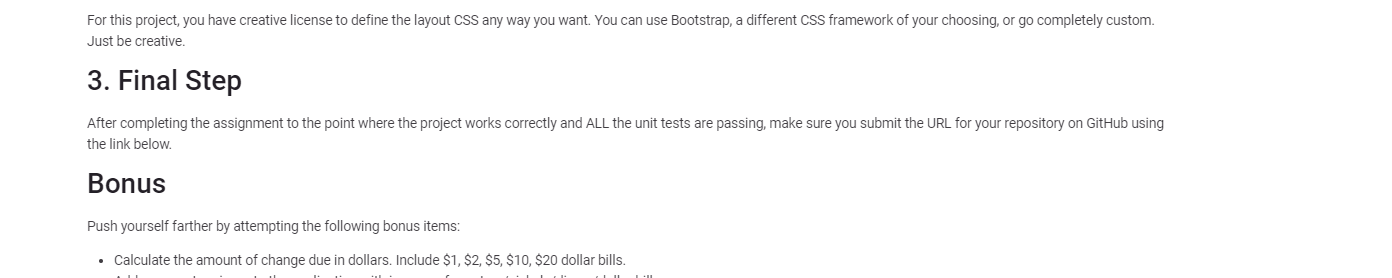 For this project, you have creative license to define the layout CSS any way you want. You can use Bootstrap, a different CSS framework of your choosing, or go completely custom.
Just be creative.
3. Final Step
After completing the assignment to the point where the project works correctly and ALL the unit tests are passing, make sure you submit the URL for your repository on GitHub using
the link below.
Bonus
Push yourself farther by attempting the following bonus items:
• Calculate the amount of change due in dollars. Include $1, $2, $5, $10, $20 dollar bills.